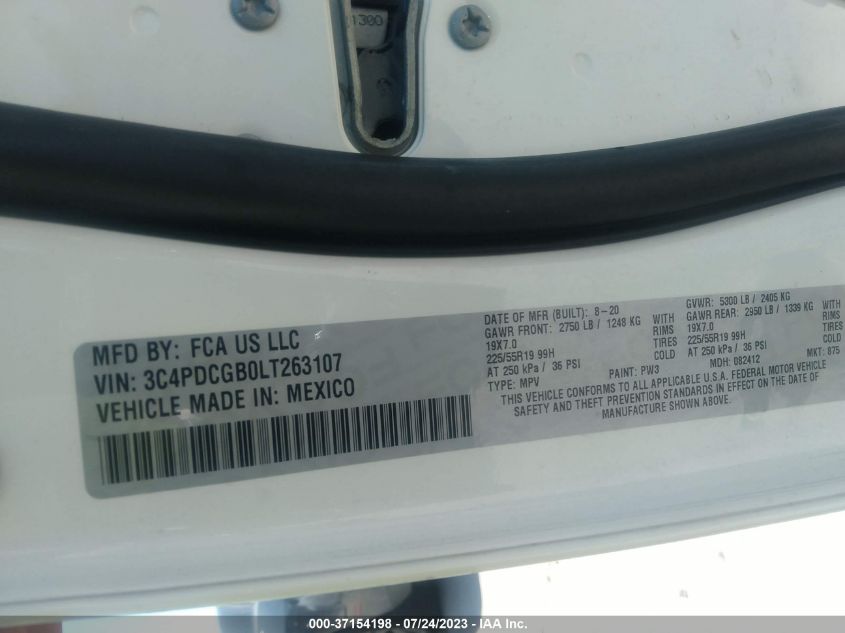 1300
MFD BY: FCA US LLC
VIN: 3C4PDCGB0LT263107
VEHICLE MADE IN: MEXICO
DATE OF MFR (BUILT): 8-20
GAWR FRONT: 2750 LB / 1248 KG WITH
19X7.0 RIMS
225/55R19 99H TIRES
AT 250 kPa / 36 PSI COLD
TYPE: MPV PAINT: PW3
GVWR: 5300 LB / 2405 KG
GAWR REAR: 2950 LB / 1339 KG WITH
19X7.0 RIMS
225/55R19 99H TIRES
AT 250 kPa / 36 PSI COLD
MDH: 082412 MKT: 875
THIS VEHICLE CONFORMS TO ALL APPLICABLE U.S.A. FEDERAL MOTOR VEHICLE
SAFETY AND THEFT PREVENTION STANDARDS IN EFFECT ON THE DATE OF
MANUFACTURE SHOWN ABOVE.
000-37154198 - 07/24/2023 - IAA Inc.